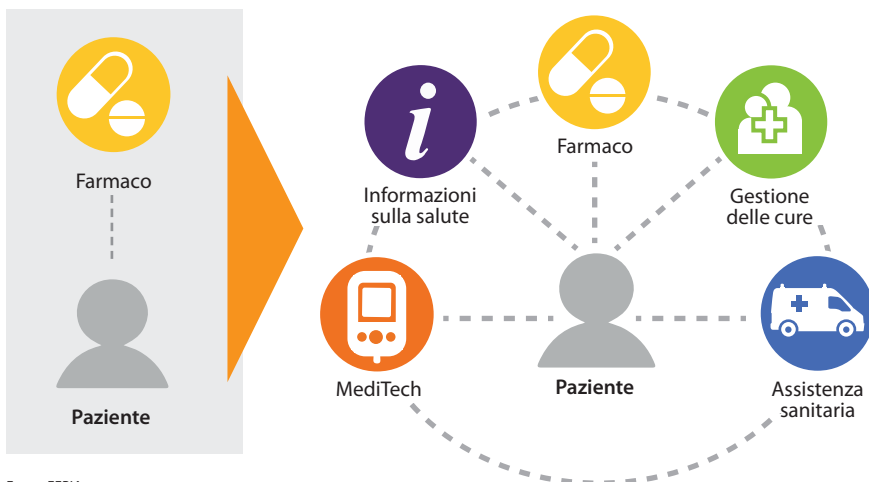 Farmaco
Paziente
Informazioni
sulla salute
Farmaco
Gestione
delle cure
MediTech
Paziente
Assistenza
sanitaria